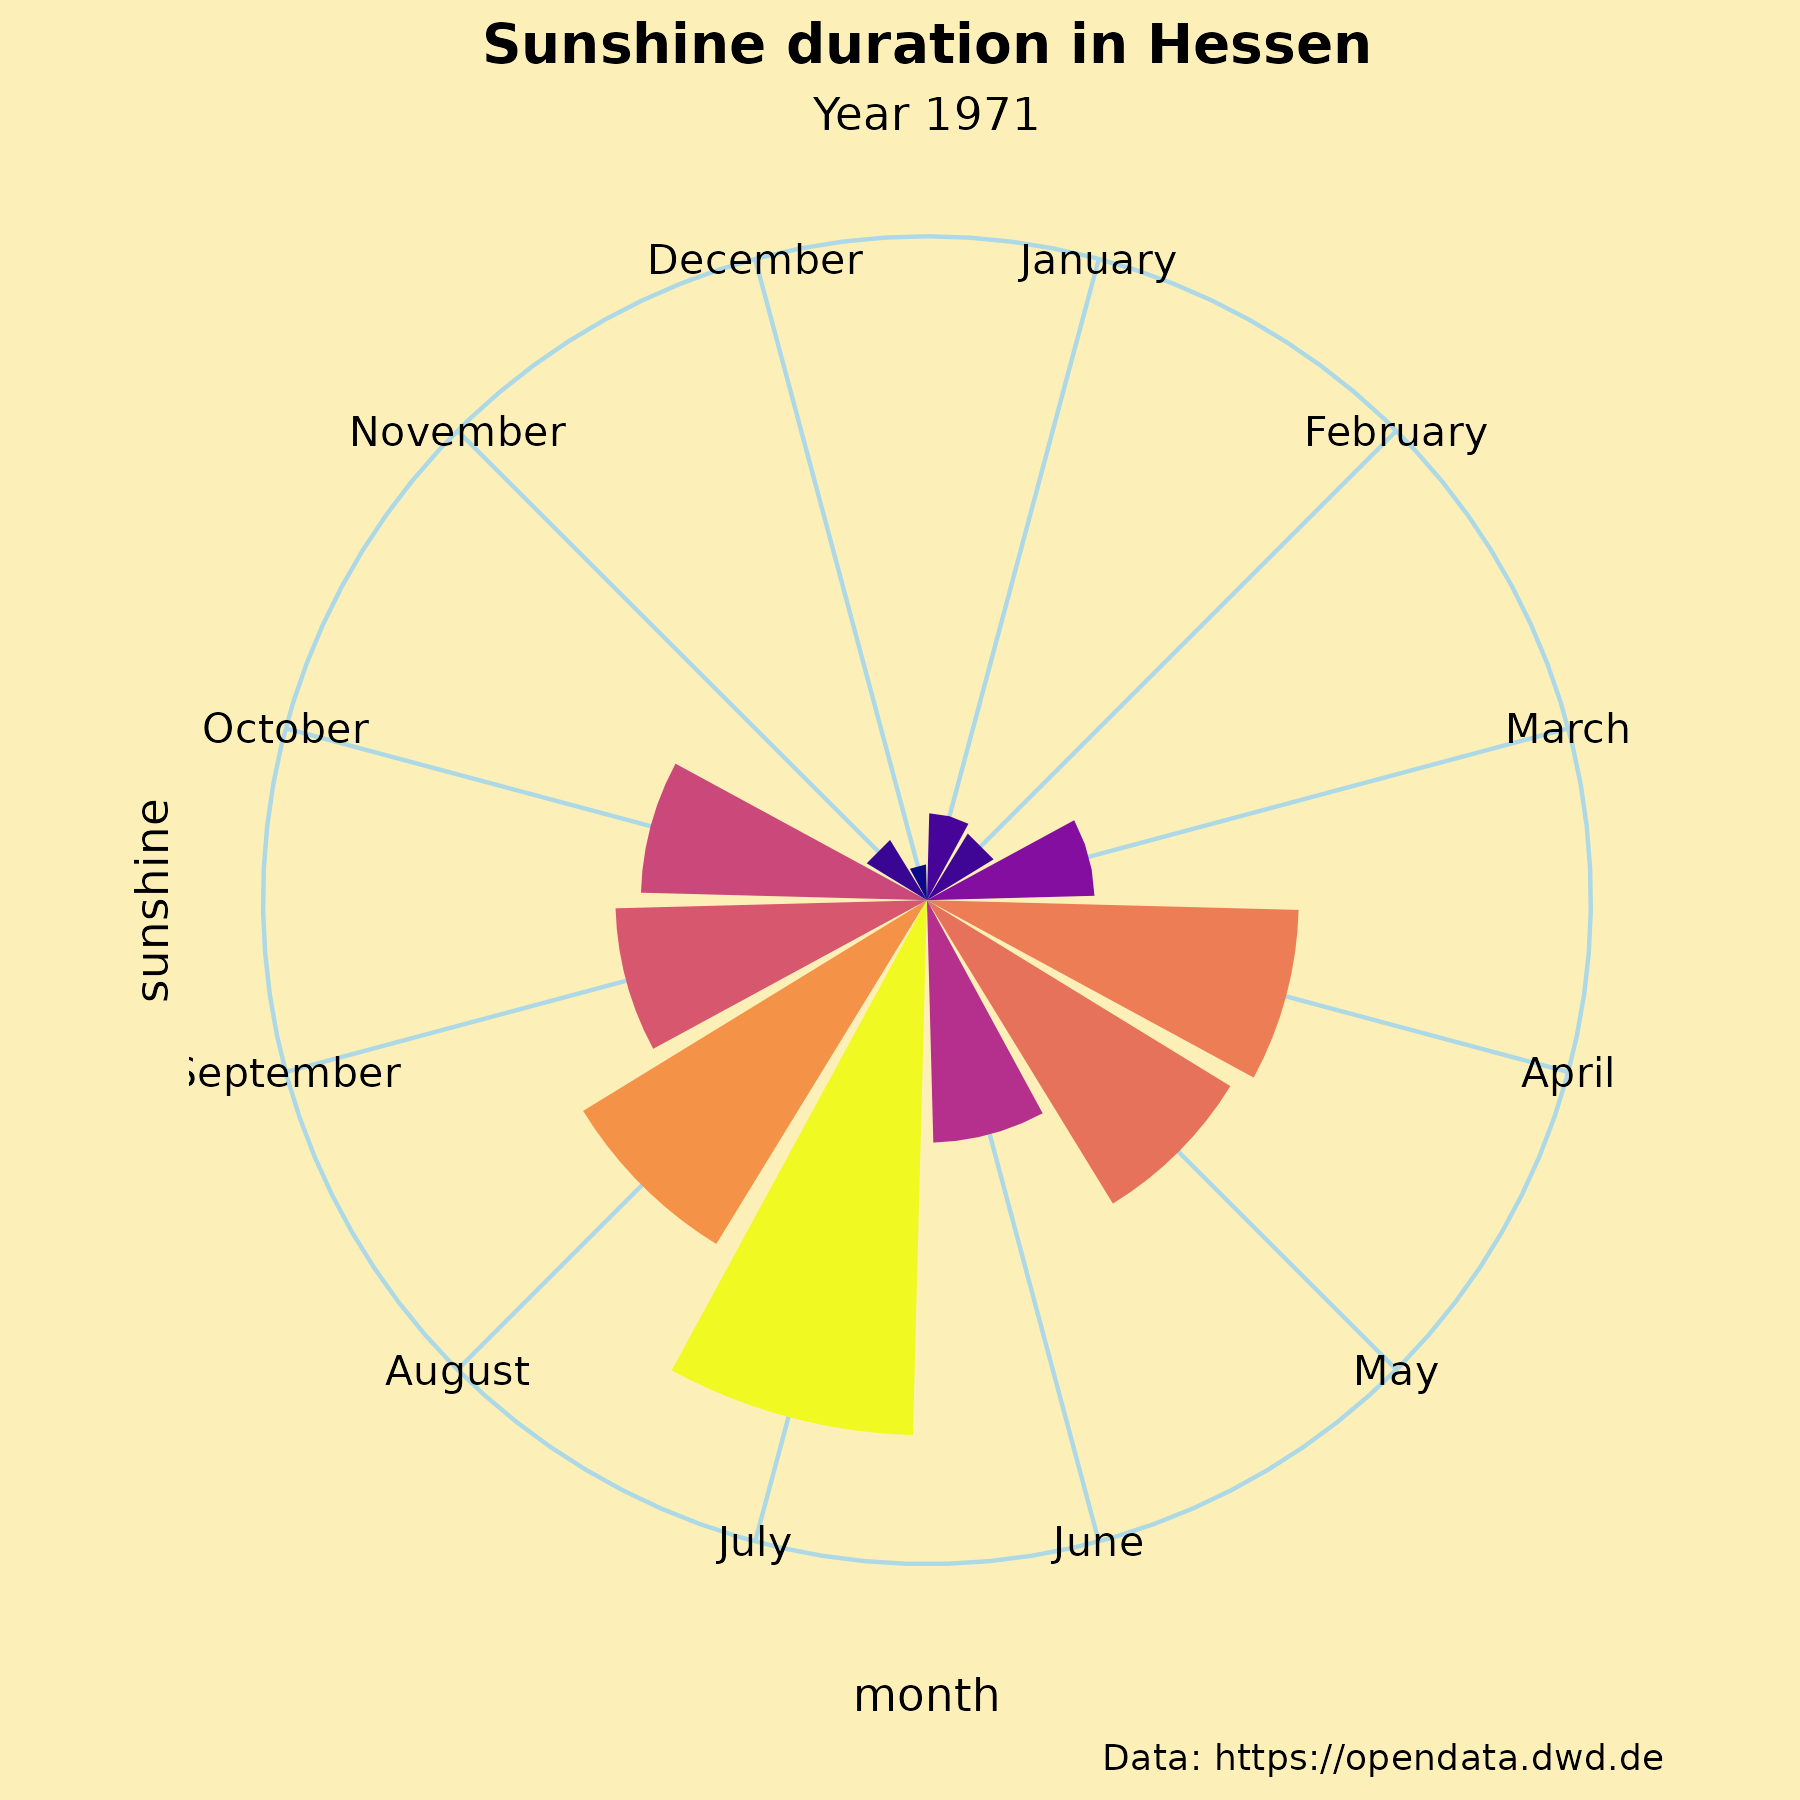 Sunshine duration in Hessen
Year 1971
December
January
November
February
October
March
sunshine
September
April
August
May
July
June
month
Data: https://opendata.dwd.de